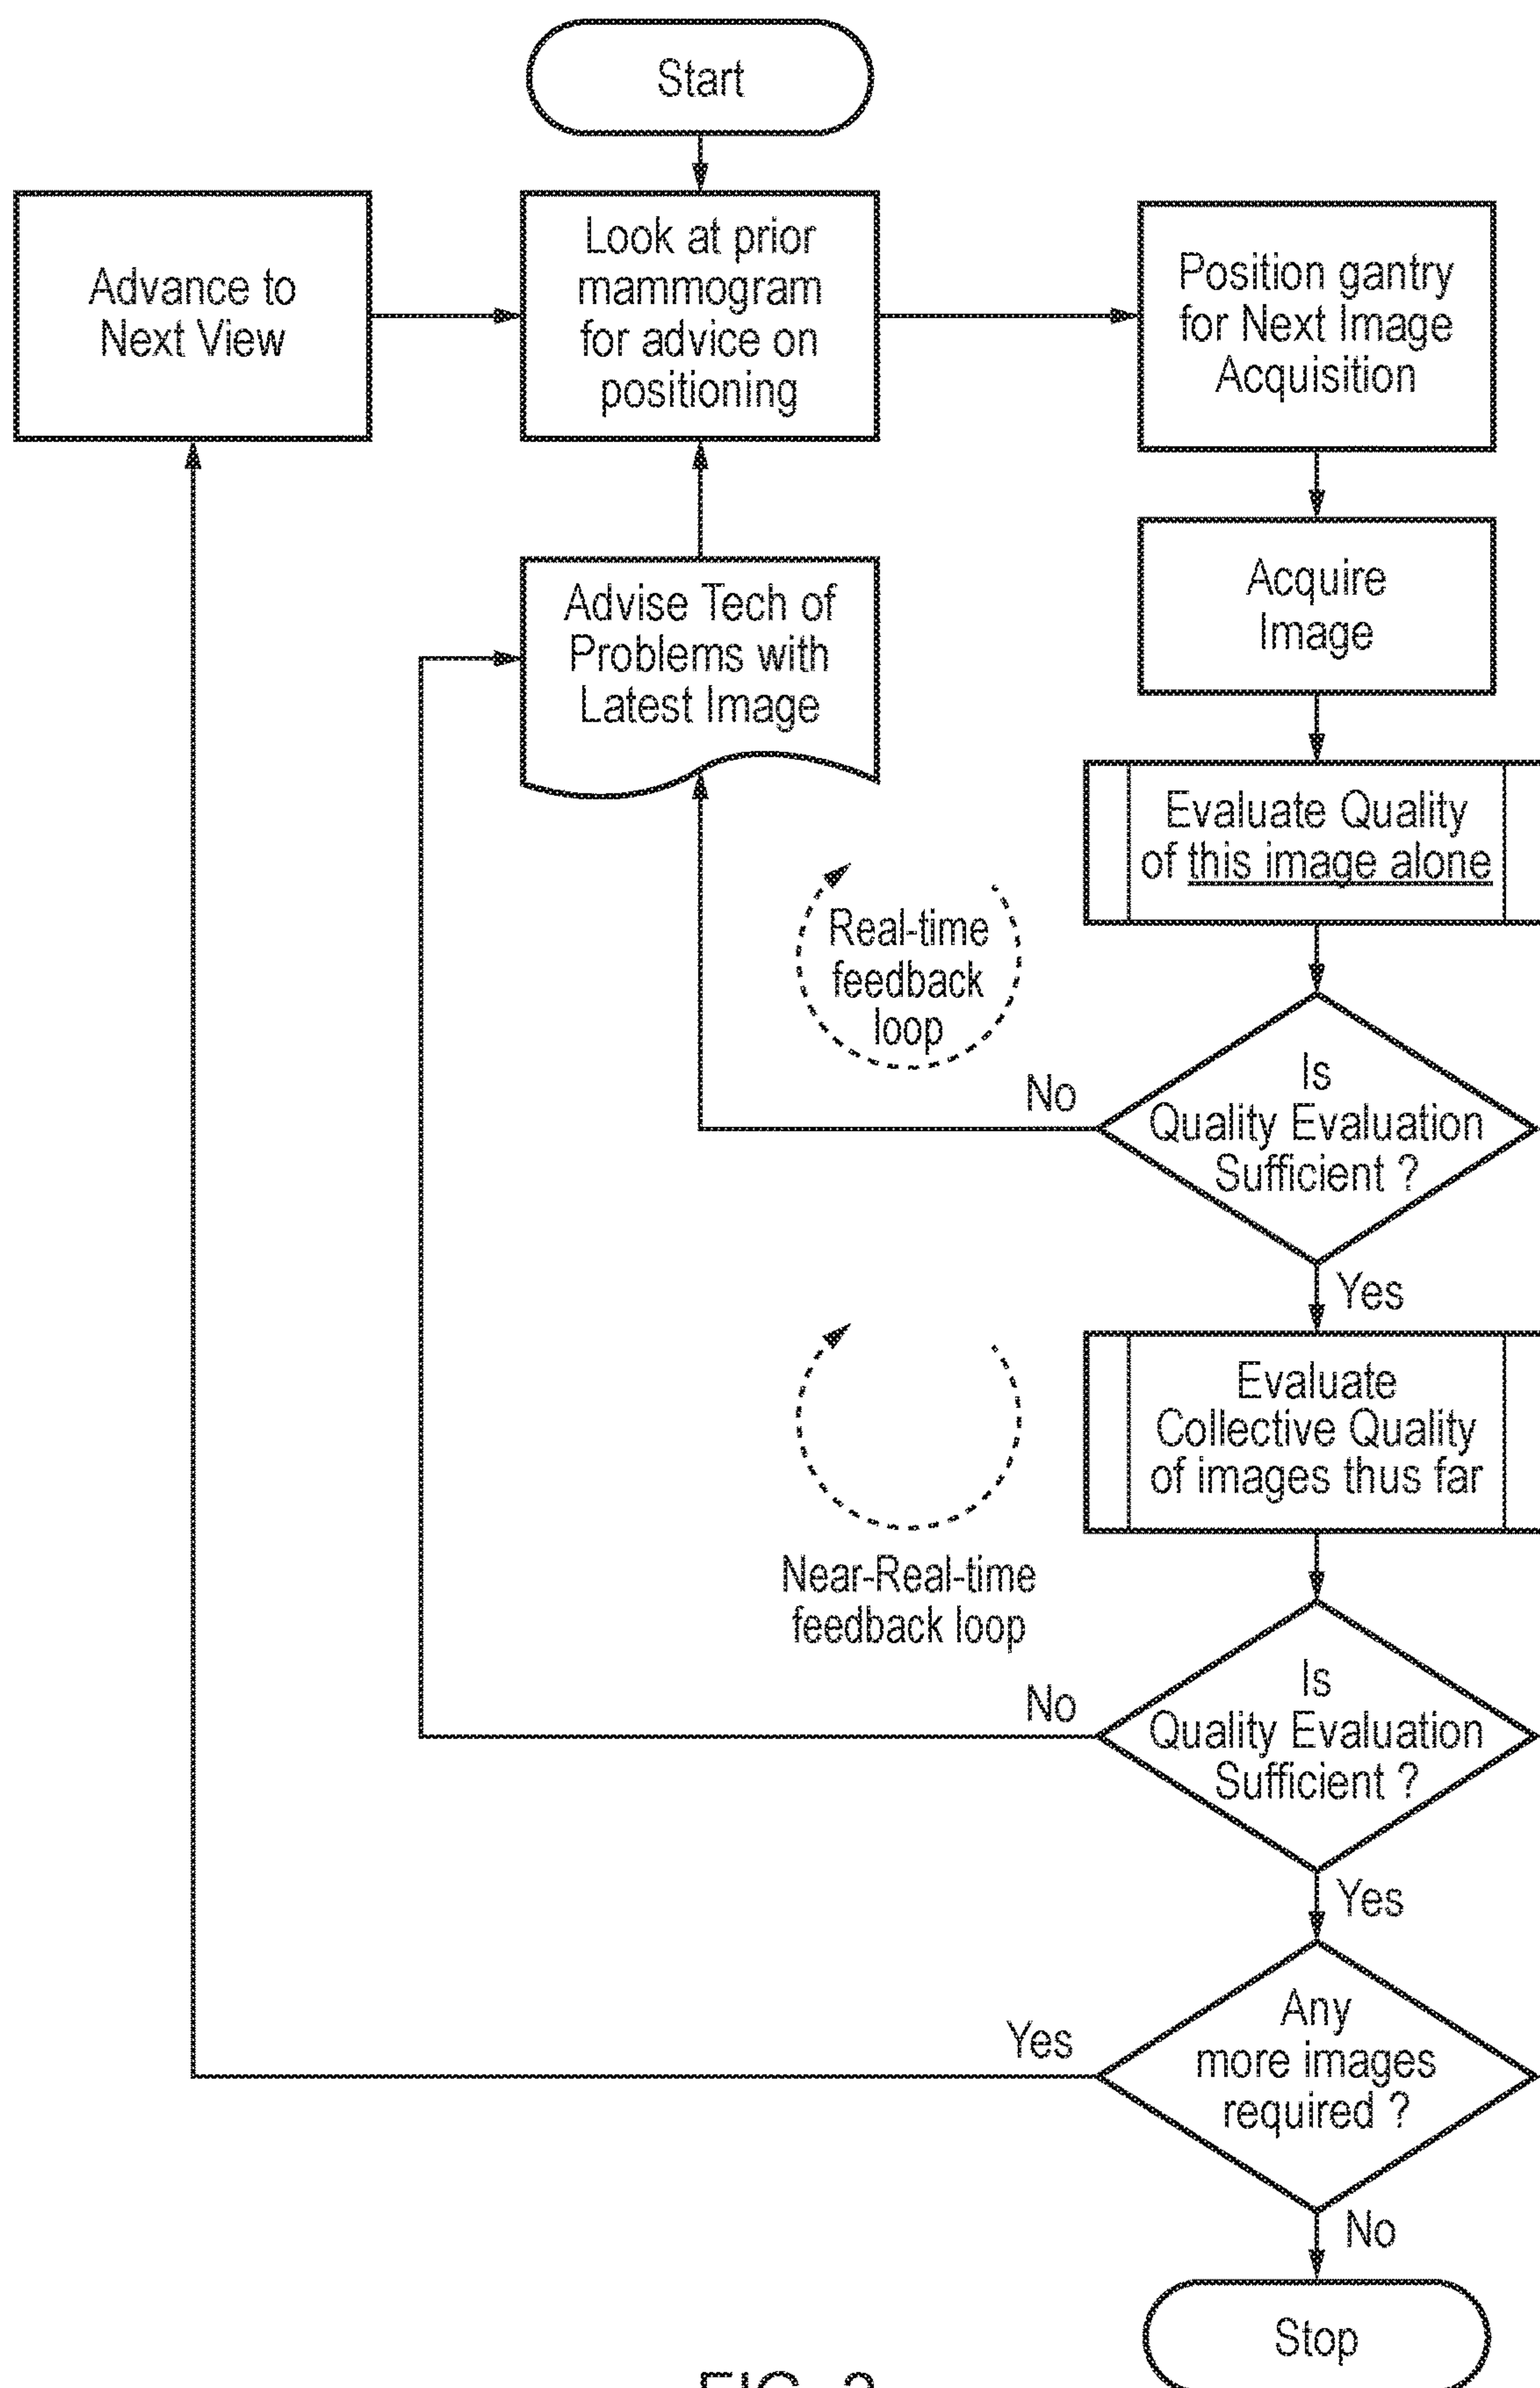 Start
Advance to
Next View
Look at prior
mammogram
for advice on
positioning
Position gantry
for Next Image
Acquisition
Advise Tech of
Problems with
Latest Image
Acquire
Image
Evaluate Quality
of this image alone
Real-time
feedback
loop
No
Is
Quality Evaluation
Sufficient ?
Yes
Evaluate
Collective Quality
of images thus far
Near-Real-time
feedback loop
No
Is
Quality Evaluation
Sufficient ?
Yes
Yes
Any
more images
required ?
No
Stop